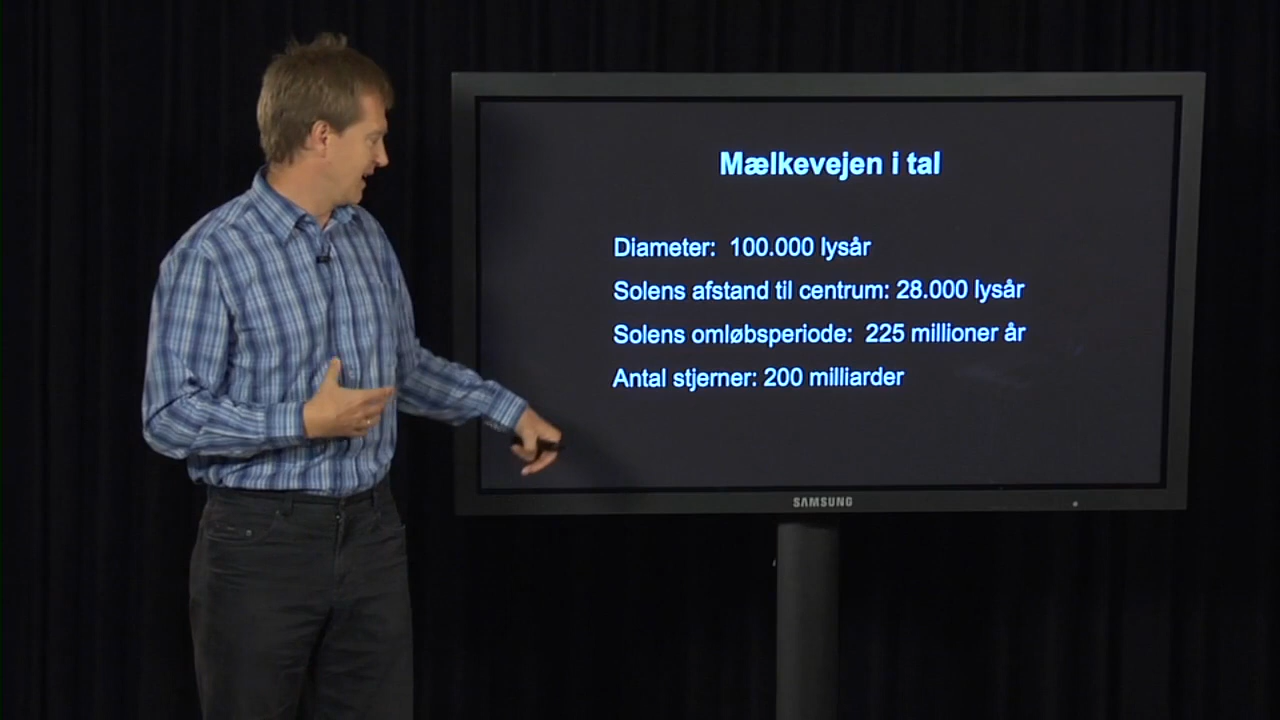 Mælkevejen i tal
Diameter: 100.000 lysår
Solens afstand til centrum: 28.000 lysår
Solens omløbsperiode: 225 millioner år
Antal stjerner: 200 milliarder
SAMSUNG